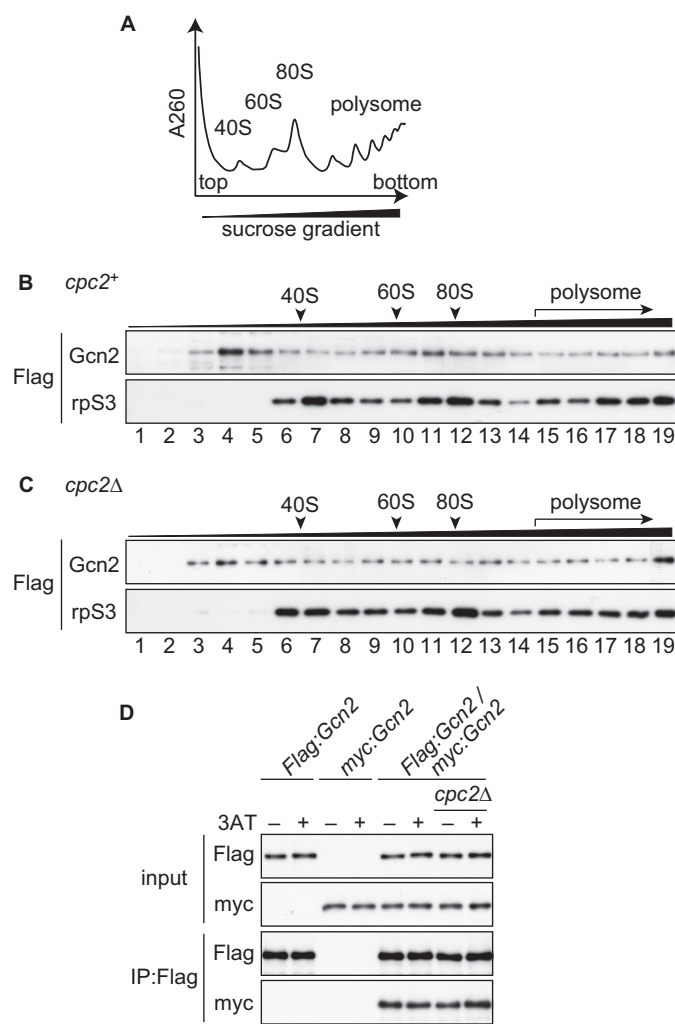 A
A260
40S
60S
80S
polysome
top
bottom
sucrose gradient
B
cpc2+
40S
60S
80S
polysome
Flag
Gcn2
rpS3
1 2 3 4 5 6 7 8 9 10 11 12 13 14 15 16 17 18 19
C
cpc2Δ
40S
60S
80S
polysome
Flag
Gcn2
rpS3
1 2 3 4 5 6 7 8 9 10 11 12 13 14 15 16 17 18 19
D
Flag:Gcn2
myc:Gcn2
Flag:Gcn2 /
myc:Gcn2
cpc2Δ
3AT – + – + – + – +
input
Flag
myc
IP:Flag
Flag
myc